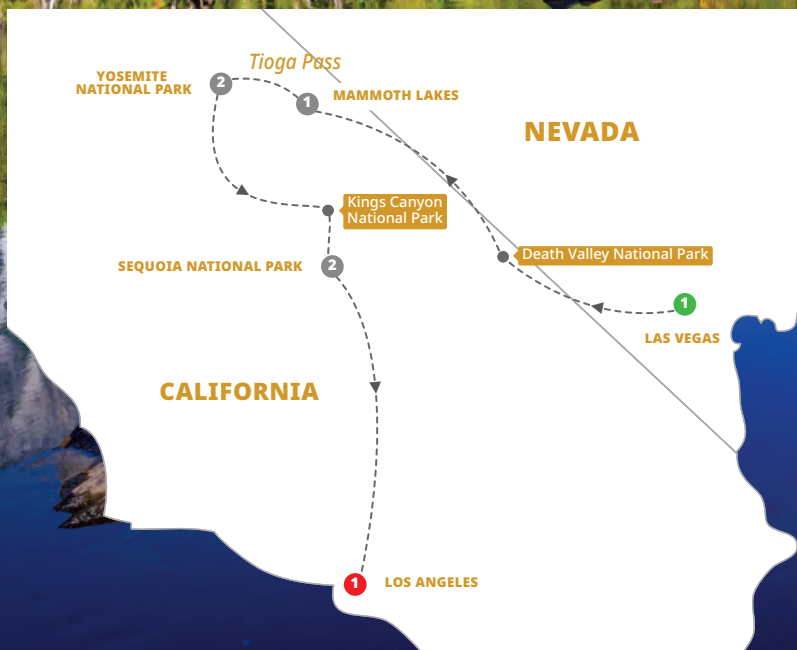 Tioga Pass
YOSEMITE
NATIONAL PARK
2
1
MAMMOTH LAKES
NEVADA
Kings Canyon
National Park
Death Valley National Park
SEQUOIA NATIONAL PARK
2
1
LAS VEGAS
CALIFORNIA
1
LOS ANGELES